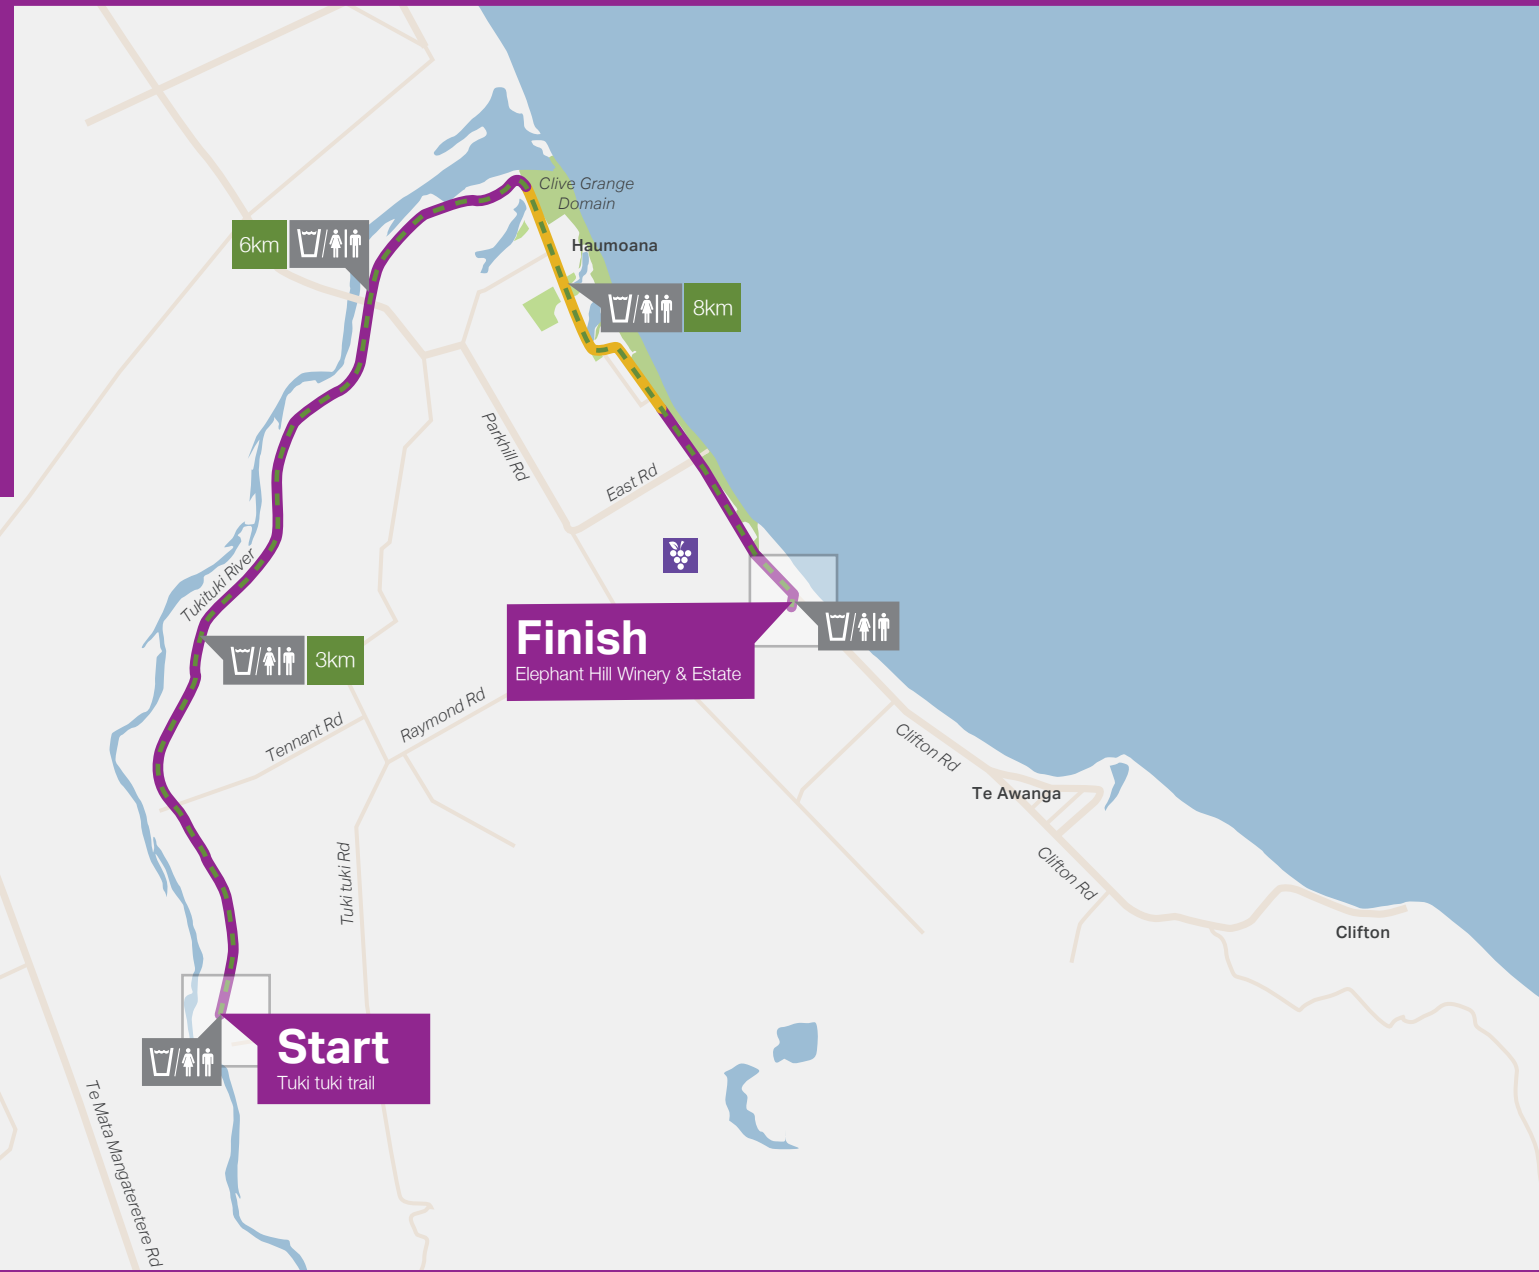 Clive Grange
Domain
Haumoana
6km
8km
Parkhill Rd
East Rd
Tukituki River
Finish
Elephant Hill Winery & Estate
3km
Raymond Rd
Tennant Rd
Clifton Rd
Te Awanga
Tuki tuki Rd
Clifton Rd
Clifton
Start
Tuki tuki trail
Te Mata Mangateretere Rd